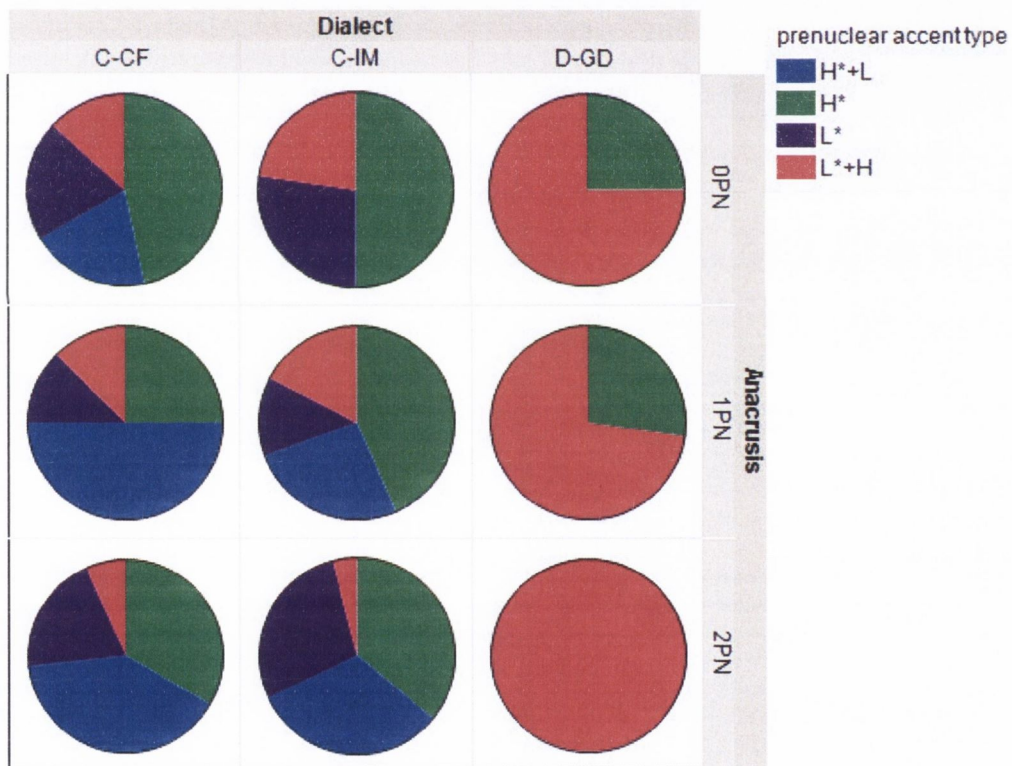 Dialect
C-CF C-IM D-GD
prenuclear accent type
H*+L
H*
L*
L*+H
0PN
1PN
2PN
Anacrusis